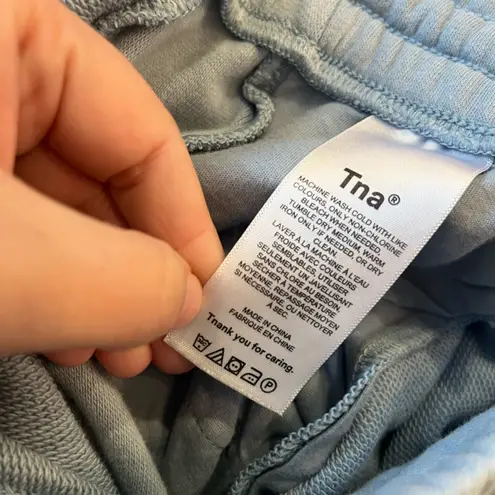 Tna®
MACHINE WASH COLD WITH LIKE
COLOURS, ONLY NON-CHLORINE
BLEACH WHEN NEEDED
TUMBLE DRY MEDIUM, WARM
IRON ONLY IF NEEDED, OR DRY
CLEAN.
LAVER À LA MACHINE À L'EAU
FROIDE AVEC COULEURS
SEMBLABLES, UTILISER
SEULEMENT UN JAVELLISANT
SANS CHLORE AU BESOIN.
SÉCHER À TEMPÉRATURE
MOYENNE, REPASSAGE MOYEN
SI NÉCESSAIRE, OU NETTOYER
À SEC.
MADE IN CHINA
FABRIQUÉ EN CHINE
Thank you for caring.